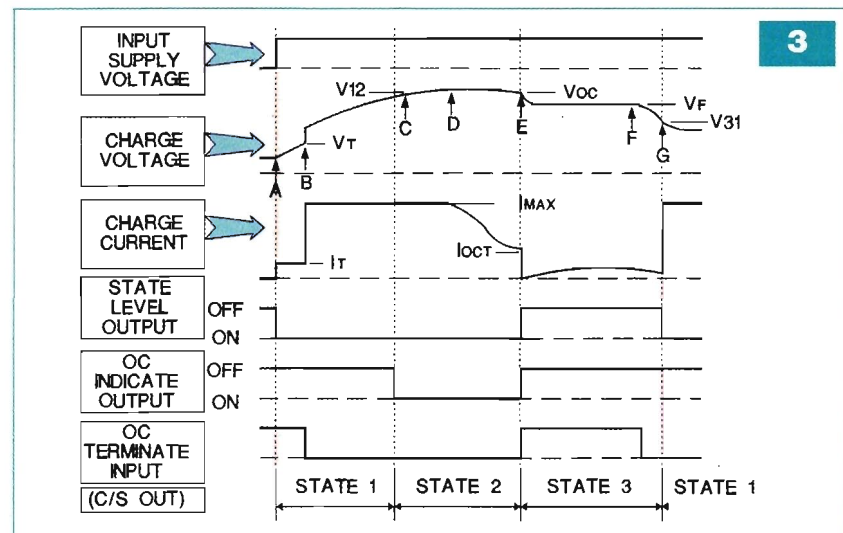 3
INPUT
SUPPLY
VOLTAGE
V12
VOC
VF
V31
CHARGE
VOLTAGE
VT
A
B
C
D
E
F
G
CHARGE
CURRENT
IMAX
IOCT
IT
STATE
LEVEL
OUTPUT
OFF
ON
OC
INDICATE
OUTPUT
OFF
ON
OC
TERMINATE
INPUT
(C/S OUT)
STATE 1
STATE 2
STATE 3
STATE 1